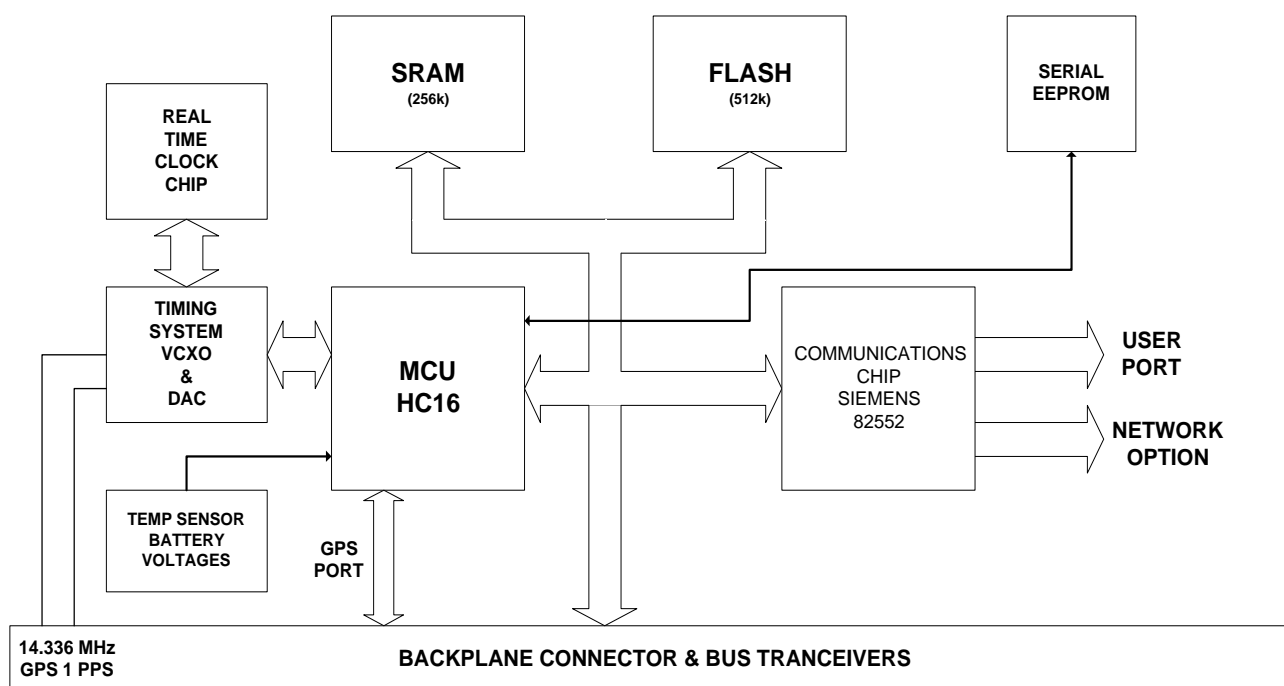 SRAM
(256k)
FLASH
(512k)
SERIAL
EEPROM
REAL
TIME
CLOCK
CHIP
TIMING
SYSTEM
VCXO
&
DAC
MCU
HC16
COMMUNICATIONS
CHIP
SIEMENS
82552
USER
PORT
NETWORK
OPTION
TEMP SENSOR
BATTERY
VOLTAGES
GPS
PORT
14.336 MHz
GPS 1 PPS
BACKPLANE CONNECTOR & BUS TRANCEIVERS